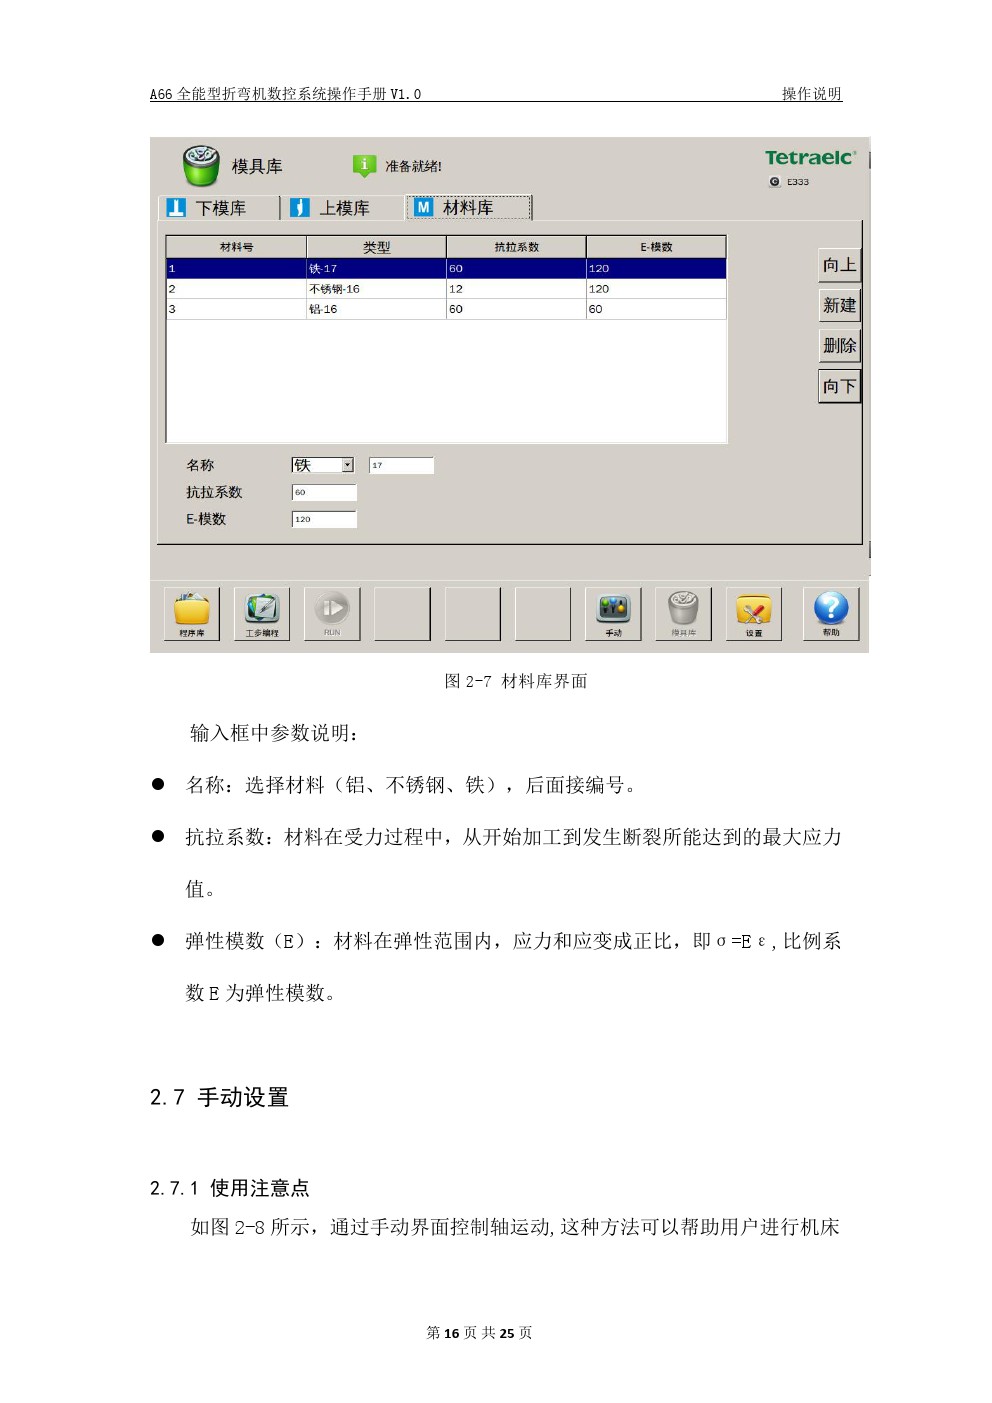 A66 全能型折弯机数控系统操作手册 V1.0 操作说明
模具库 准备就绪! Tetraelc
E333
下模库 上模库 M 材料库
材料号 类型 抗拉系数 E-模数
1 铁-17 60 120
2 不锈钢-16 12 120
3 铝-16 60 60
向上
新建
删除
向下
名称 铁 17
抗拉系数 60
E-模数 120
程序库 工步编程 RUN 手动 模具库 设置 帮助
图 2-7 材料库界面
输入框中参数说明：
● 名称：选择材料（铝、不锈钢、铁），后面接编号。
● 抗拉系数：材料在受力过程中，从开始加工到发生断裂所能达到的最大应力
值。
● 弹性模数（E）：材料在弹性范围内，应力和应变成正比，即 σ=E ε, 比例系
数 E 为弹性模数。
2.7 手动设置
2.7.1 使用注意点
如图 2-8 所示，通过手动界面控制轴运动, 这种方法可以帮助用户进行机床
第 16 页 共 25 页